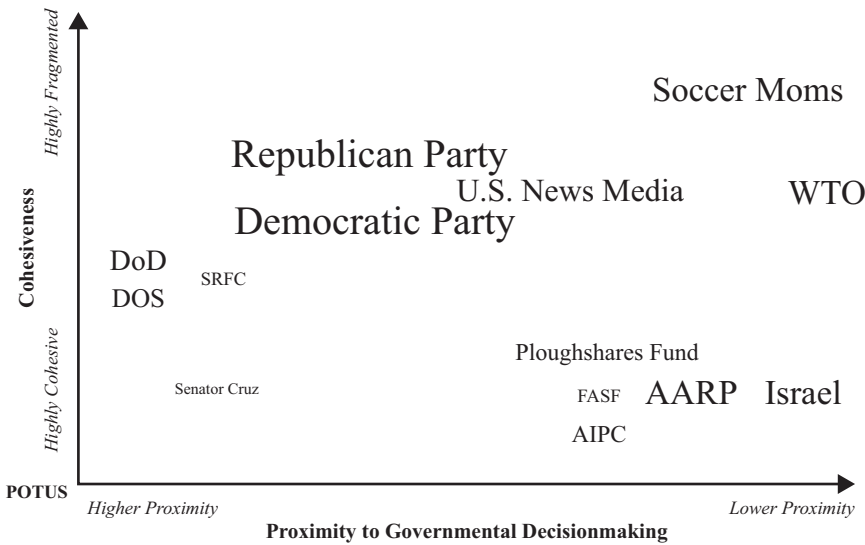 Highly Fragmented
Soccer Moms
Republican Party
U.S. News Media
WTO
Cohesiveness
Democratic Party
DoD
SRFC
DOS
Highly Cohesive
Ploughshares Fund
Senator Cruz
FASF
AARP
Israel
AIPC
POTUS
Higher Proximity
Lower Proximity
Proximity to Governmental Decisionmaking